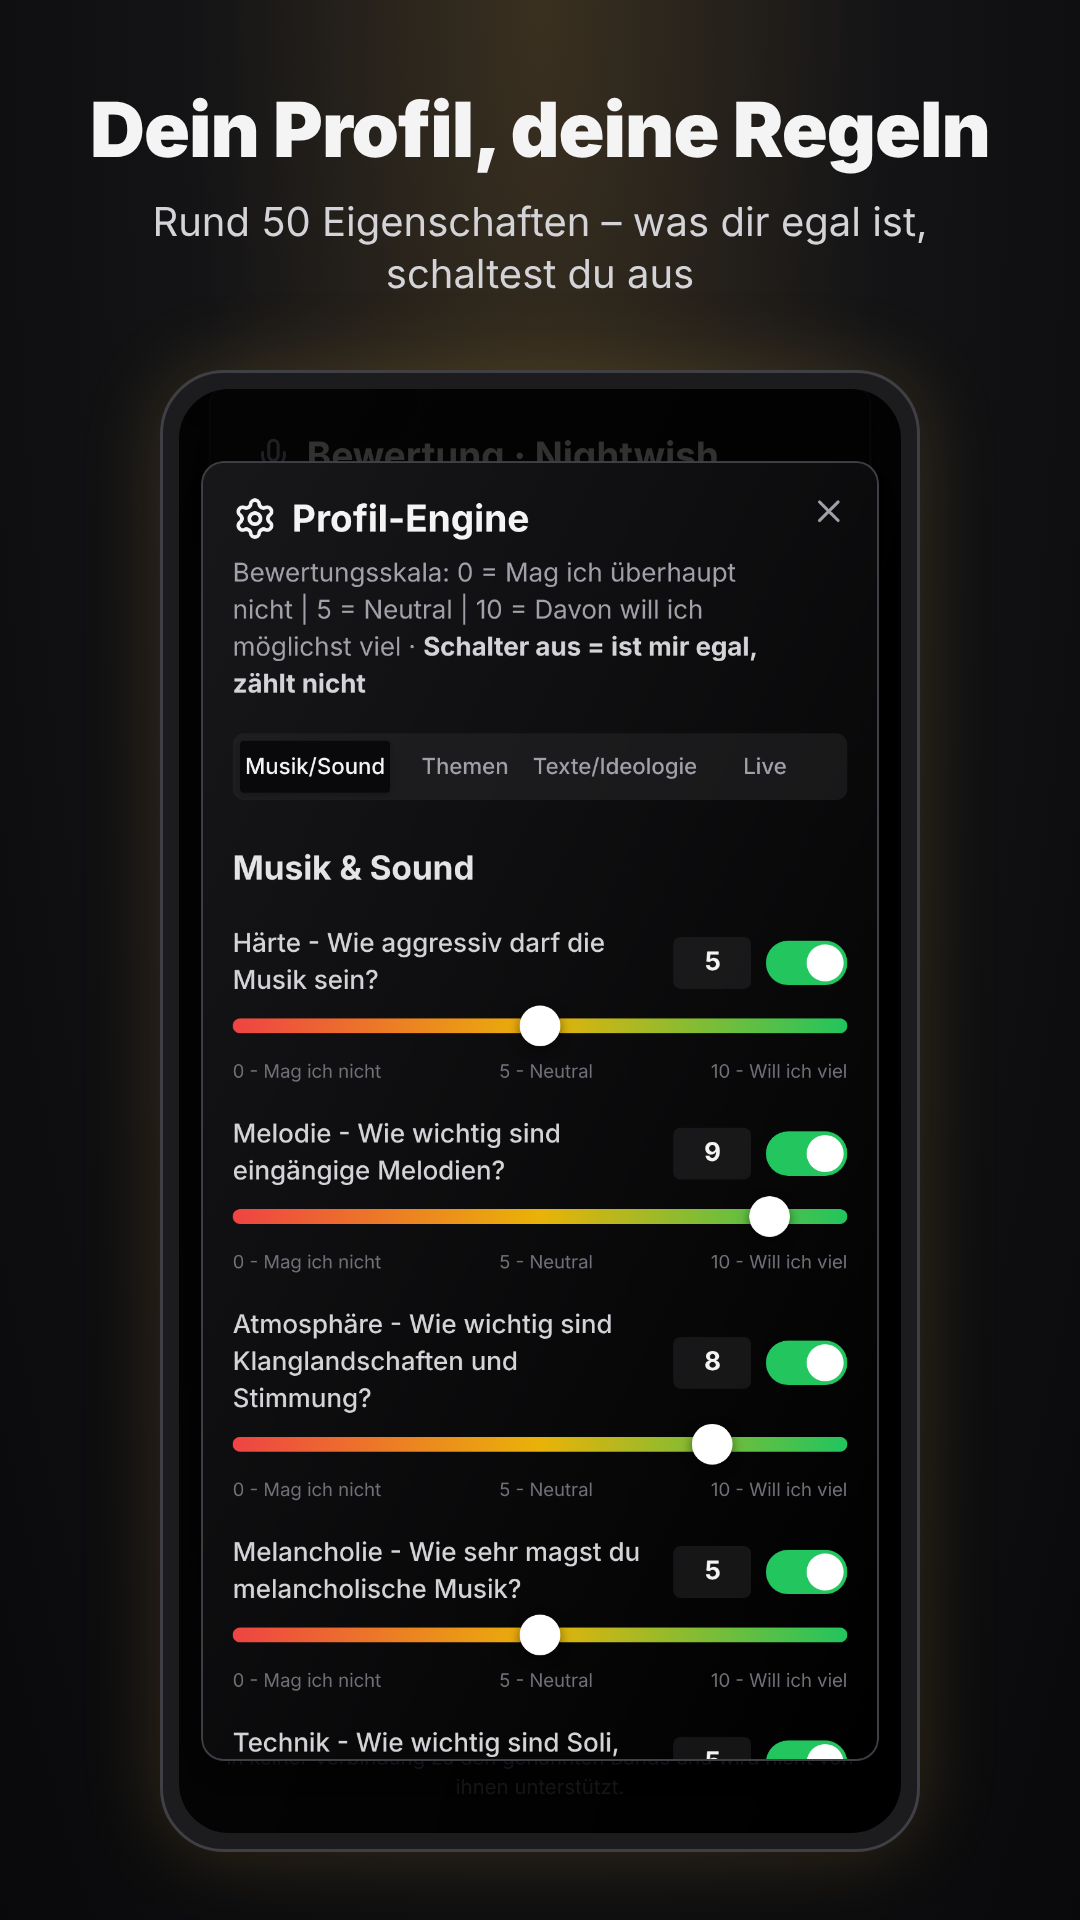 Dein Profil, deine Regeln
Rund 50 Eigenschaften – was dir egal ist,
schaltest du aus
Bewertung · Nightwish
Profil-Engine
Bewertungsskala: 0 = Mag ich überhaupt
nicht | 5 = Neutral | 10 = Davon will ich
möglichst viel · Schalter aus = ist mir egal,
zählt nicht
Musik/Sound Themen Texte/Ideologie Live
Musik & Sound
Härte - Wie aggressiv darf die
Musik sein?
5
0 - Mag ich nicht 5 - Neutral 10 - Will ich viel
Melodie - Wie wichtig sind
eingängige Melodien?
9
0 - Mag ich nicht 5 - Neutral 10 - Will ich viel
Atmosphäre - Wie wichtig sind
Klanglandschaften und
Stimmung?
8
0 - Mag ich nicht 5 - Neutral 10 - Will ich viel
Melancholie - Wie sehr magst du
melancholische Musik?
5
0 - Mag ich nicht 5 - Neutral 10 - Will ich viel
Technik - Wie wichtig sind Soli,
ihnen unterstützt.